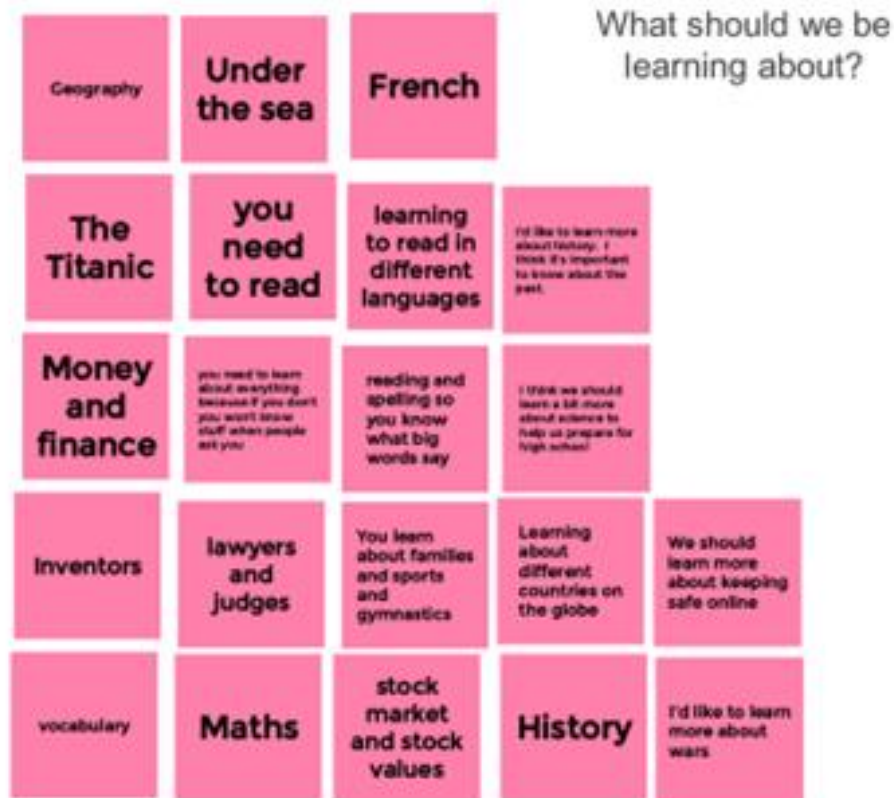 What should we be
learning about?
Geography
Under
the sea
French
The
Titanic
you
need
to read
learning
to read in
different
languages
I'd like to learn more
about history. I
think it's important
to know about the
past.
Money
and
finance
you need to learn
about everything
because if you don't
you won't know
stuff when people
ask you
reading and
spelling so
you know
what big
words say
I think we should
learn a bit more
about science to
help us prepare for
high school
Inventors
lawyers
and
judges
You learn
about families
and sports
and
gymnastics
Learning
about
different
countries on
the globe
We should
learn more
about keeping
safe online
vocabulary
Maths
stock
market
and stock
values
History
I'd like to learn
more about
wars